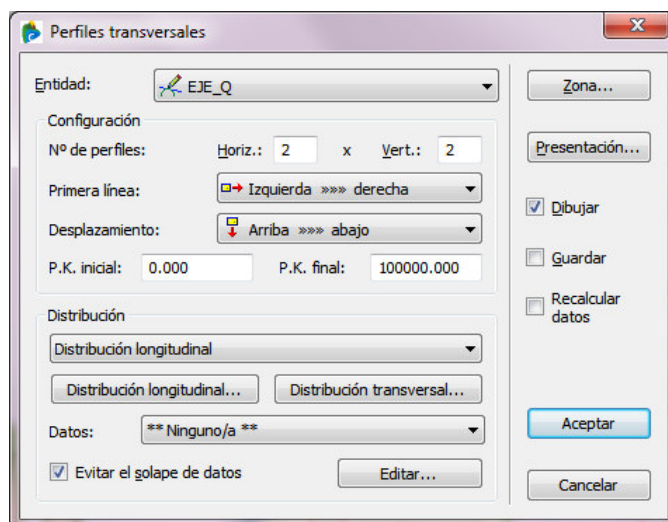 Perfiles transversales
Entidad: EJE_Q
Zona...
Configuración
Nº de perfiles: Horiz.: 2 x Vert.: 2
Presentación...
Primera línea: Izquierda »»» derecha
Dibujar
Desplazamiento: Arriba »»» abajo
Guardar
P.K. inicial: 0.000 P.K. final: 100000.000
Recalcular
datos
Distribución
Distribución longitudinal
Distribución longitudinal... Distribución transversal...
Datos: ** Ninguno/a **
Aceptar
Evitar el solape de datos Editar...
Cancelar